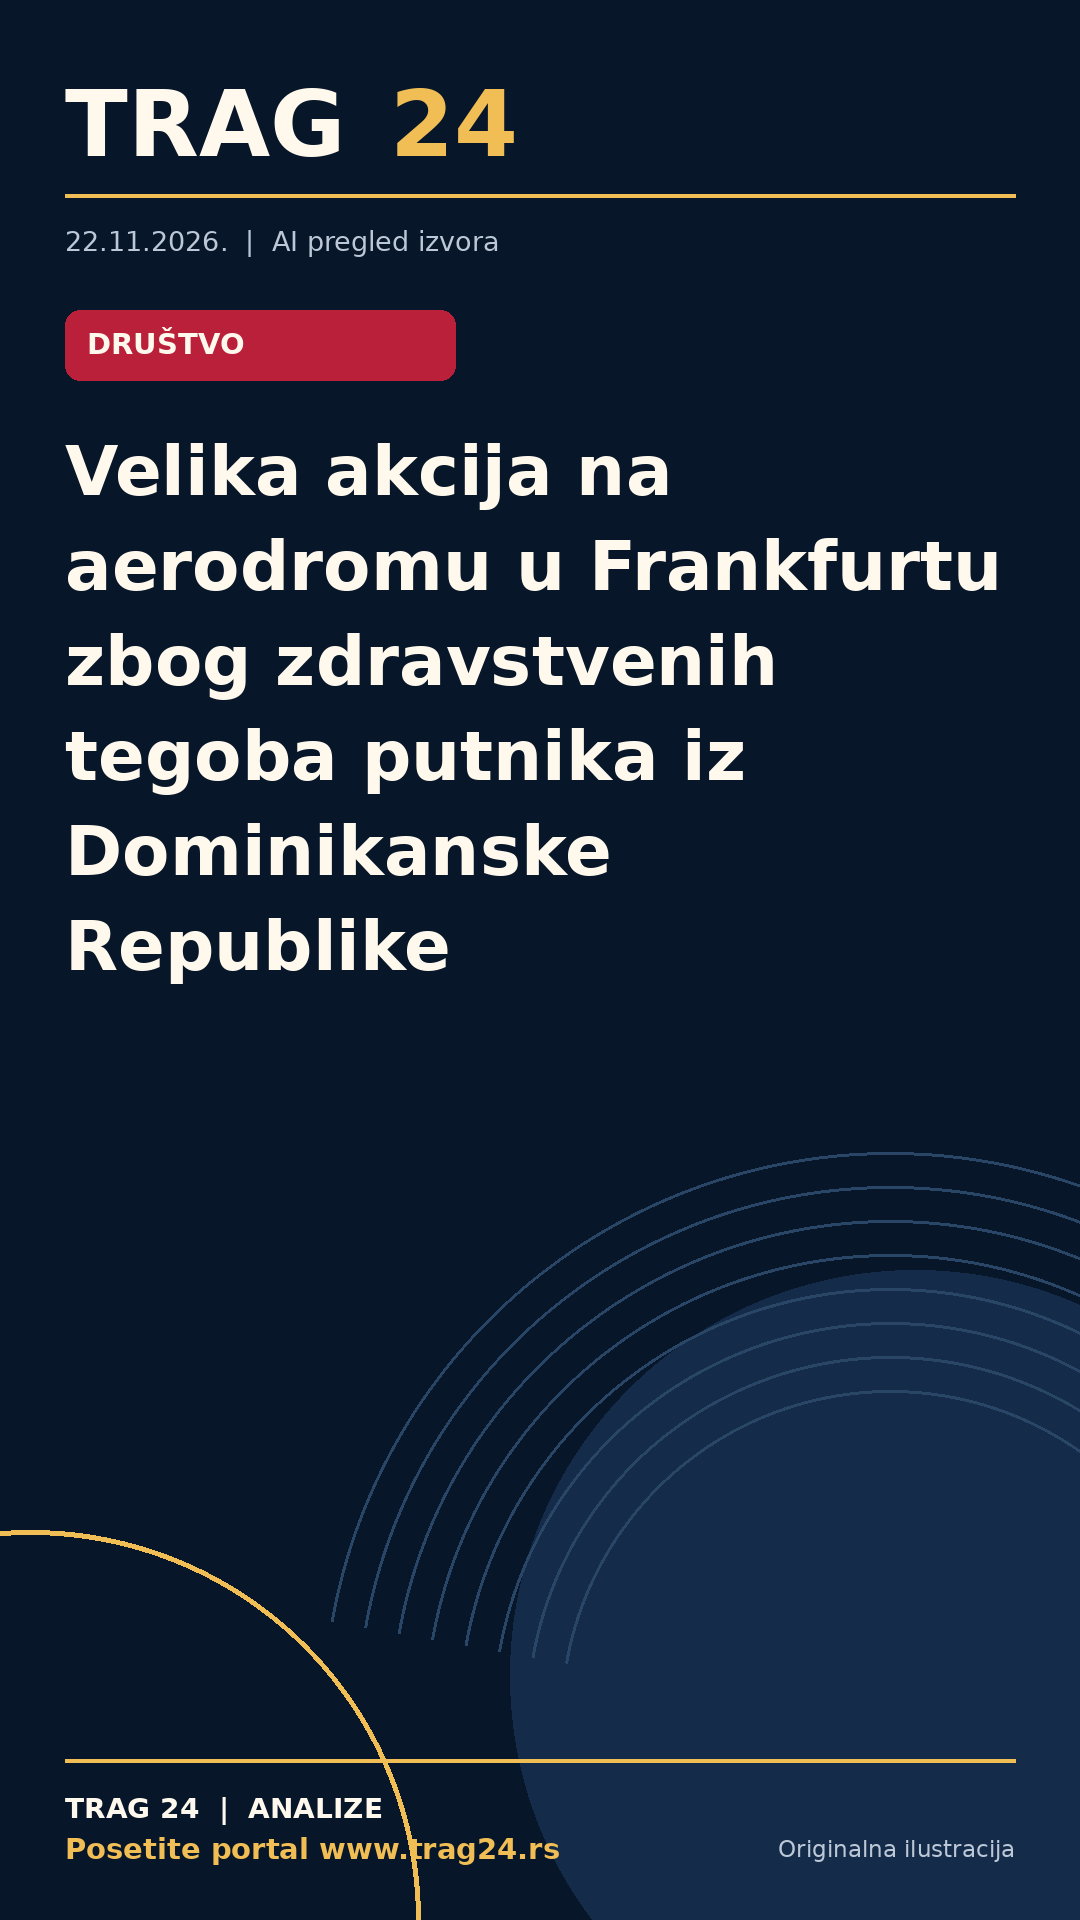 TRAG 24
22.11.2026. | AI pregled izvora
DRUŠTVO
Velika akcija na
aerodromu u Frankfurtu
zbog zdravstvenih
tegoba putnika iz
Dominikanske
Republike
TRAG 24 | ANALIZE
Posetite portal www.trag24.rs
Originalna ilustracija